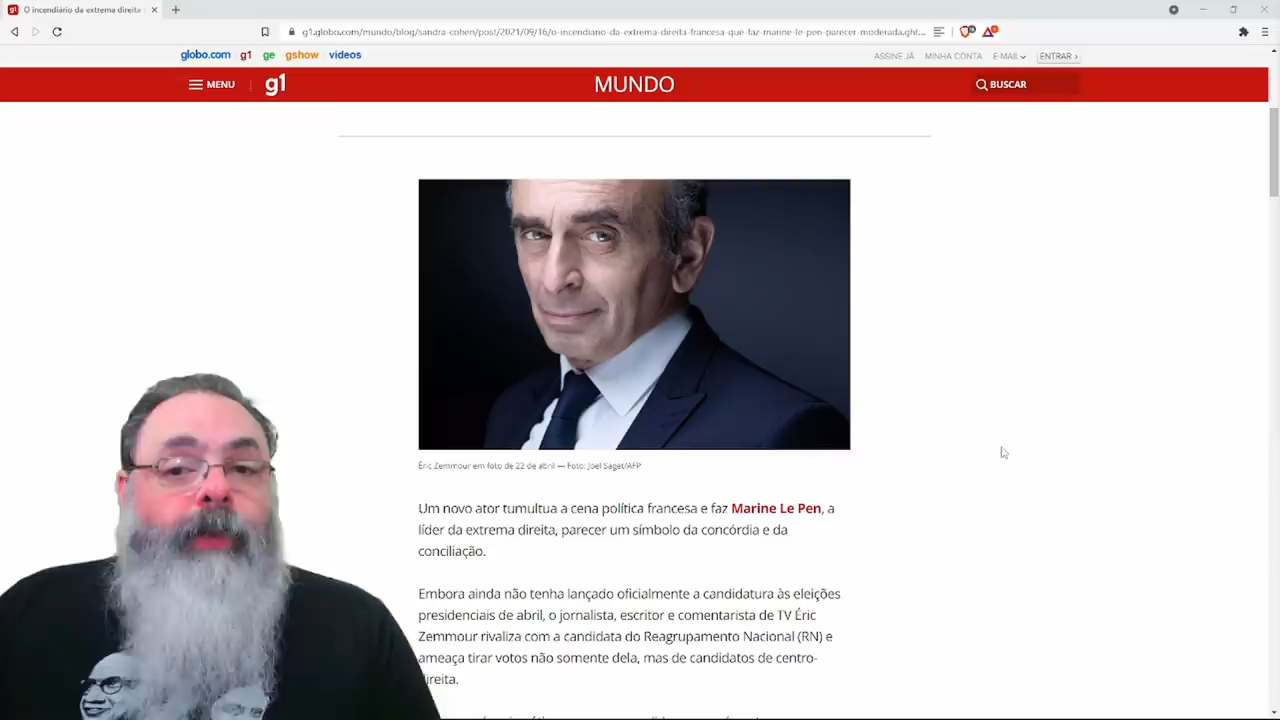 O incendiário da extrema direita
g1.globo.com/mundo/blog/sandra-cohen/post/2021/09/16/o-incendiario-da-extrema-direita-francesa-que-faz-marine-le-pen-parecer-moderada.ght...
globo.com g1 ge gshow vídeos
ASSINE JÁ MINHA CONTA E-MAIL ENTRAR ›
MENU g1 MUNDO BUSCAR
Éric Zemmour em foto de 22 de abril — Foto: Joel Saget/AFP
Um novo ator tumultua a cena política francesa e faz Marine Le Pen, a
líder da extrema direita, parecer um símbolo da concórdia e da
conciliação.
Embora ainda não tenha lançado oficialmente a candidatura às eleições
presidenciais de abril, o jornalista, escritor e comentarista de TV Éric
Zemmour rivaliza com a candidata do Reagrupamento Nacional (RN) e
ameaça tirar votos não somente dela, mas de candidatos de centro-
direita.